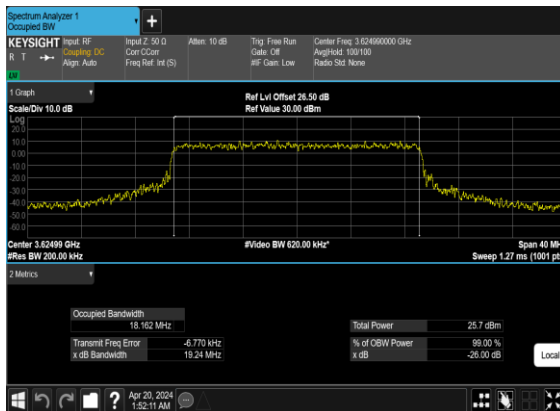 Spectrum Analyzer 1
Occupied BW
KEYSIGHT
R T
Input: RF
Coupling: DC
Align: Auto
Input Z: 50 Ω
Corr CCorr
Freq Ref: Int (S)
Atten: 10 dB
Trig: Free Run
Gate: Off
#IF Gain: Low
Center Freq: 3.624990000 GHz
Avg|Hold: 100/100
Radio Std: None
1 Graph
Scale/Div 10.0 dB
Ref Lvl Offset 26.50 dB
Ref Value 30.00 dBm
Log
20.0
10.0
0.00
-10.0
-20.0
-30.0
-40.0
-50.0
-60.0
Center 3.62499 GHz
#Res BW 200.00 kHz
#Video BW 620.00 kHz*
Span 40 MH
Sweep 1.27 ms (1001 pts
2 Metrics
Occupied Bandwidth
18.162 MHz
Transmit Freq Error -6.770 kHz
x dB Bandwidth 19.24 MHz
Total Power 25.7 dBm
% of OBW Power 99.00 %
x dB -26.00 dB
Local
Apr 20, 2024
1:52:11 AM